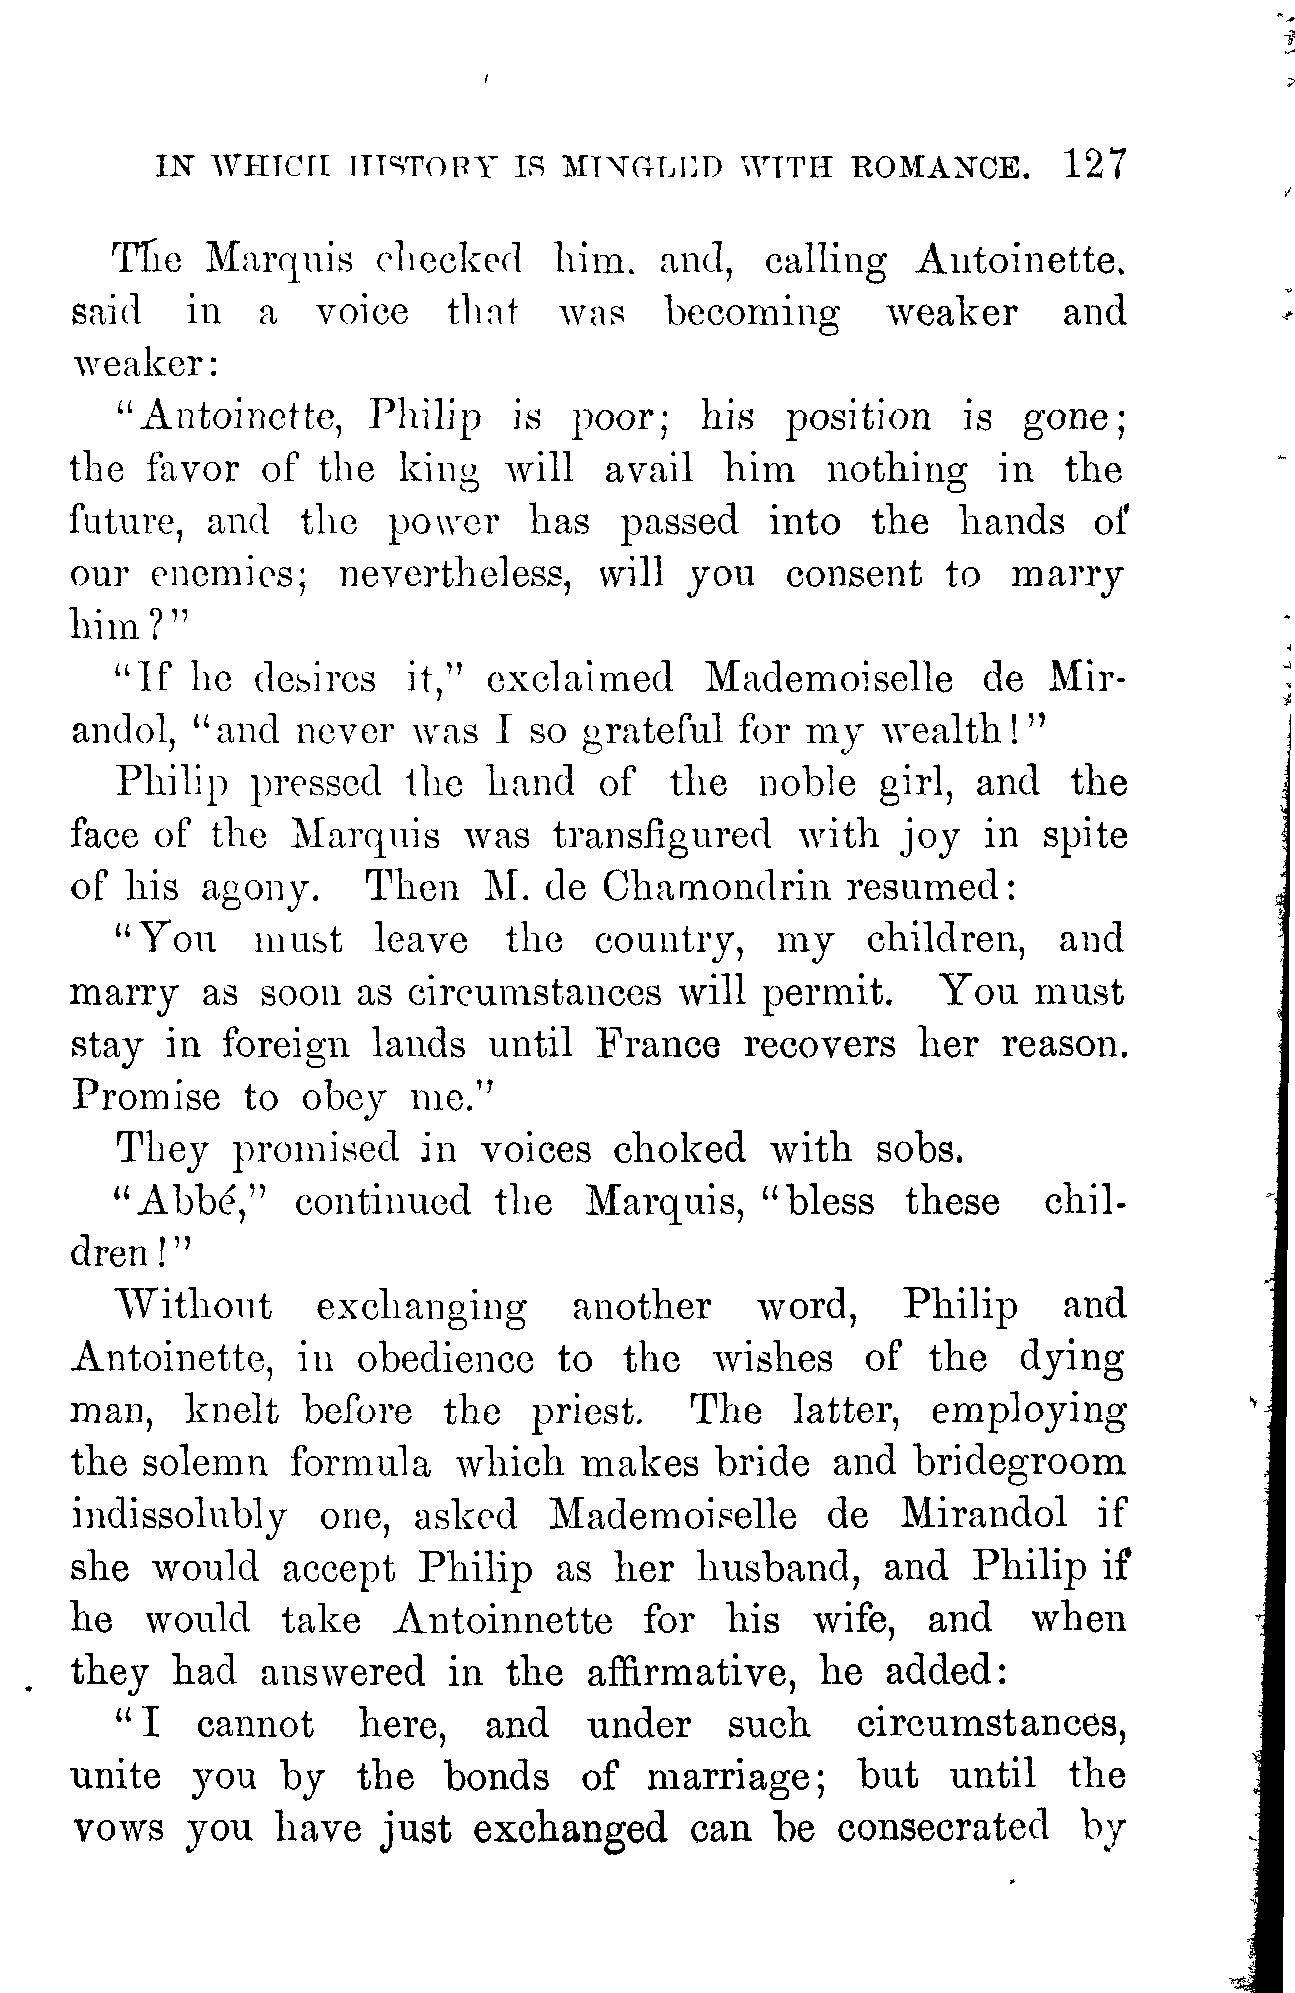 IN WHICH HISTORY IS MINGLED WITH ROMANCE. 127
The Marquis checked him. and, calling Antoinette,
said in a voice that was becoming weaker and
weaker:
"Antoinette, Philip is poor; his position is gone;
the favor of the king will avail him nothing in the
future, and the power has passed into the hands of
our enemies; nevertheless, will you consent to marry
him?"
"If he desires it," exclaimed Mademoiselle de Mir-
andol, "and never was I so grateful for my wealth!"
Philip pressed the hand of the noble girl, and the
face of the Marquis was transfigured with joy in spite
of his agony. Then M. de Chamondrin resumed:
"You must leave the country, my children, and
marry as soon as circumstances will permit. You must
stay in foreign lands until France recovers her reason.
Promise to obey me."
They promised in voices choked with sobs.
"Abbé," continued the Marquis, "bless these chil-
dren!"
Without exchanging another word, Philip and
Antoinette, in obedience to the wishes of the dying
man, knelt before the priest. The latter, employing
the solemn formula which makes bride and bridegroom
indissolubly one, asked Mademoiselle de Mirandol if
she would accept Philip as her husband, and Philip if
he would take Antoinnette for his wife, and when
they had answered in the affirmative, he added:
"I cannot here, and under such circumstances,
unite you by the bonds of marriage; but until the
vows you have just exchanged can be consecrated by